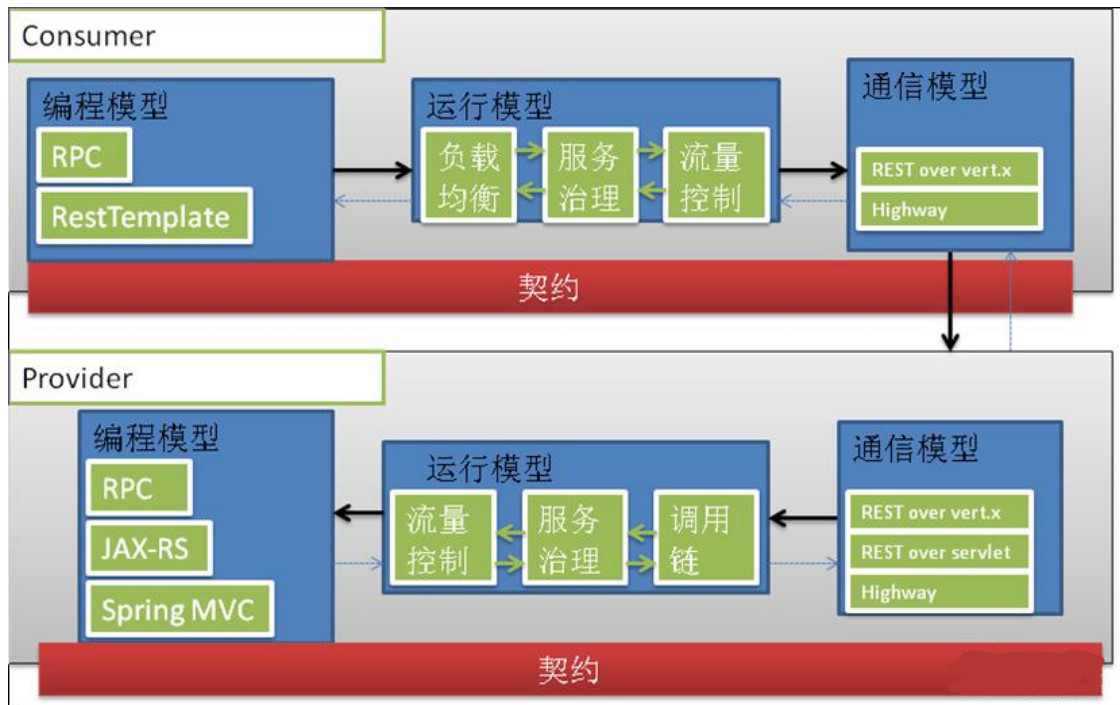 Consumer
编程模型
RPC
RestTemplate
运行模型
负载
均衡
服务
治理
流量
控制
通信模型
REST over vert.x
Highway
契约
Provider
编程模型
RPC
JAX-RS
Spring MVC
运行模型
流量
控制
服务
治理
调用
链
通信模型
REST over vert.x
REST over servlet
Highway
契约